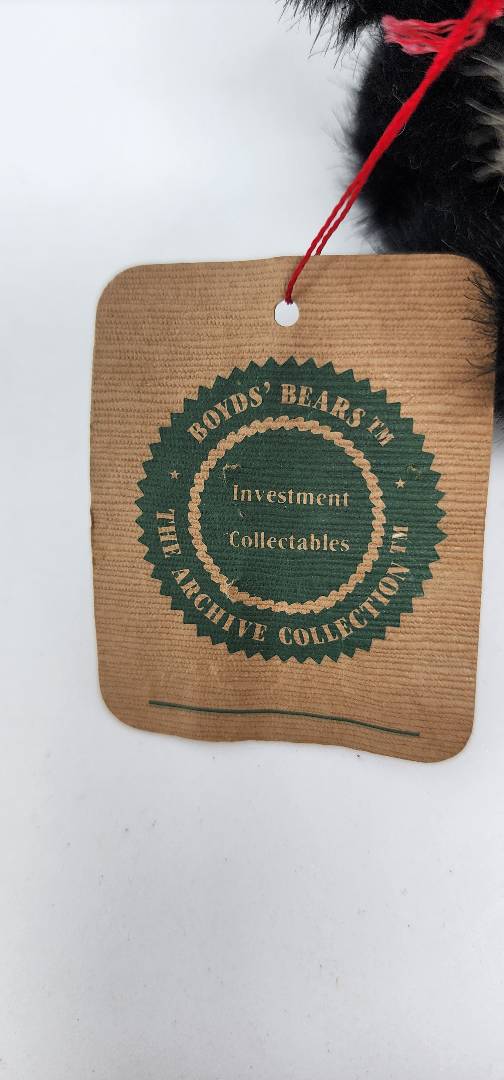 BOYDS' BEARS TM
Investment
Collectables
THE ARCHIVE COLLECTION TM